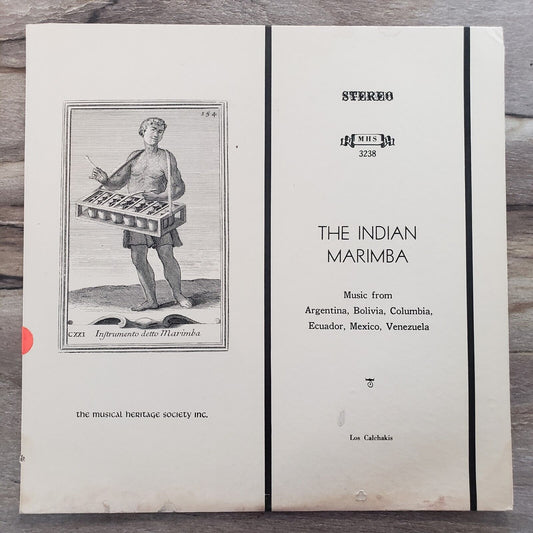 154
CXXI Instrumento detto Marimba
the musical heritage society inc.
STEREO
MHS
3238
THE INDIAN
MARIMBA
Music from
Argentina, Bolivia, Columbia,
Ecuador, Mexico, Venezuela
Los Calchakis